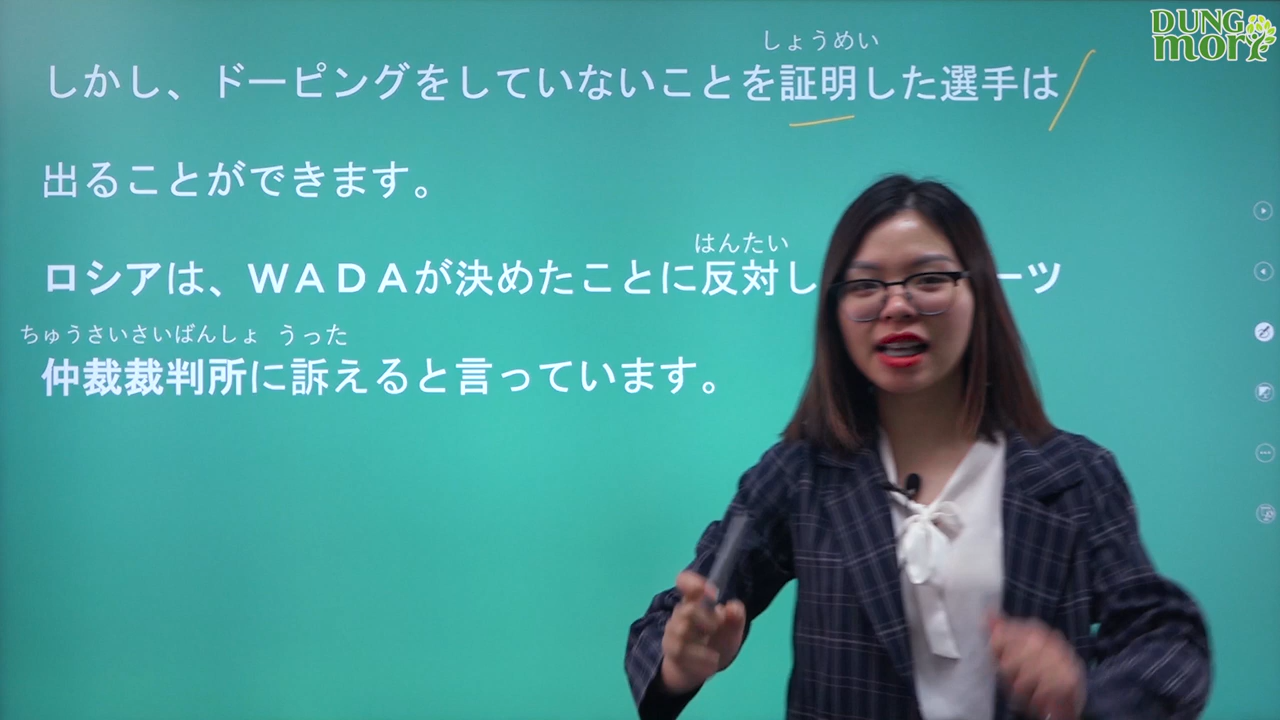 DUNG
mori
しょうめい
しかし、ドーピングをしていないことを証明した選手は
出ることができます。
はんたい
ロシアは、ＷＡＤＡが決めたことに反対し ーツ
ちゅうさいさいばんしょ うった
仲裁裁判所に訴えると言っています。